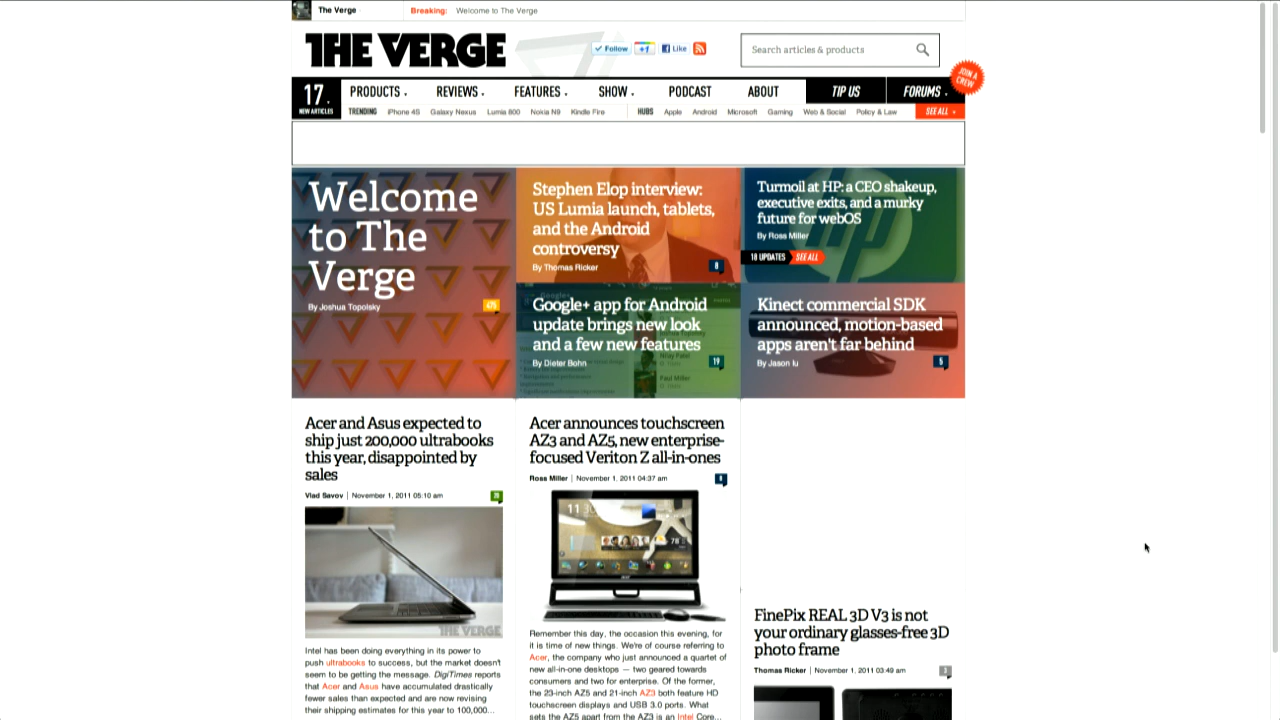 The Verge
Breaking: Welcome to The Verge
THE VERGE
Follow
+1
Like
Search articles & products
JOIN A CREW
17
NEW ARTICLES
PRODUCTS REVIEWS FEATURES SHOW PODCAST ABOUT TIP US FORUMS
TRENDING iPhone 4S Galaxy Nexus Lumia 800 Nokia N9 Kindle Fire HUBS Apple Android Microsoft Gaming Web & Social Policy & Law SEE ALL
Welcome
to The
Verge
By Joshua Topolsky
Stephen Elop interview:
US Lumia launch, tablets,
and the Android
controversy
By Thomas Ricker
8
Turmoil at HP: a CEO shakeup,
executive exits, and a murky
future for webOS
By Ross Miller
18 UPDATES SEE ALL
Google+ app for Android
update brings new look
and a few new features
By Dieter Bohn
19
Kinect commercial SDK
announced, motion-based
apps aren't far behind
By Jason Iu
5
Acer and Asus expected to
ship just 200,000 ultrabooks
this year, disappointed by
sales
Vlad Savov | November 1, 2011 05:10 am
THE VERGE
Intel has been doing everything in its power to
push ultrabooks to success, but the market doesn't
seem to be getting the message. DigiTimes reports
that Acer and Asus have accumulated drastically
fewer sales than expected and are now revising
their shipping estimates for this year to 100,000...
Acer announces touchscreen
AZ3 and AZ5, new enterprise-
focused Veriton Z all-in-ones
Ross Miller | November 1, 2011 04:37 am
Remember this day, the occasion this evening, for
it is time of new things. We're of course referring to
Acer, the company who just announced a quartet of
new all-in-one desktops — two geared towards
consumers and two for enterprise. Of the former,
the 23-inch AZ5 and 21-inch AZ3 both feature HD
touchscreen displays and USB 3.0 ports. What
sets the AZ5 apart from the AZ3 is an Intel Core...
FinePix REAL 3D V3 is not
your ordinary glasses-free 3D
photo frame
Thomas Ricker | November 1, 2011 03:49 am